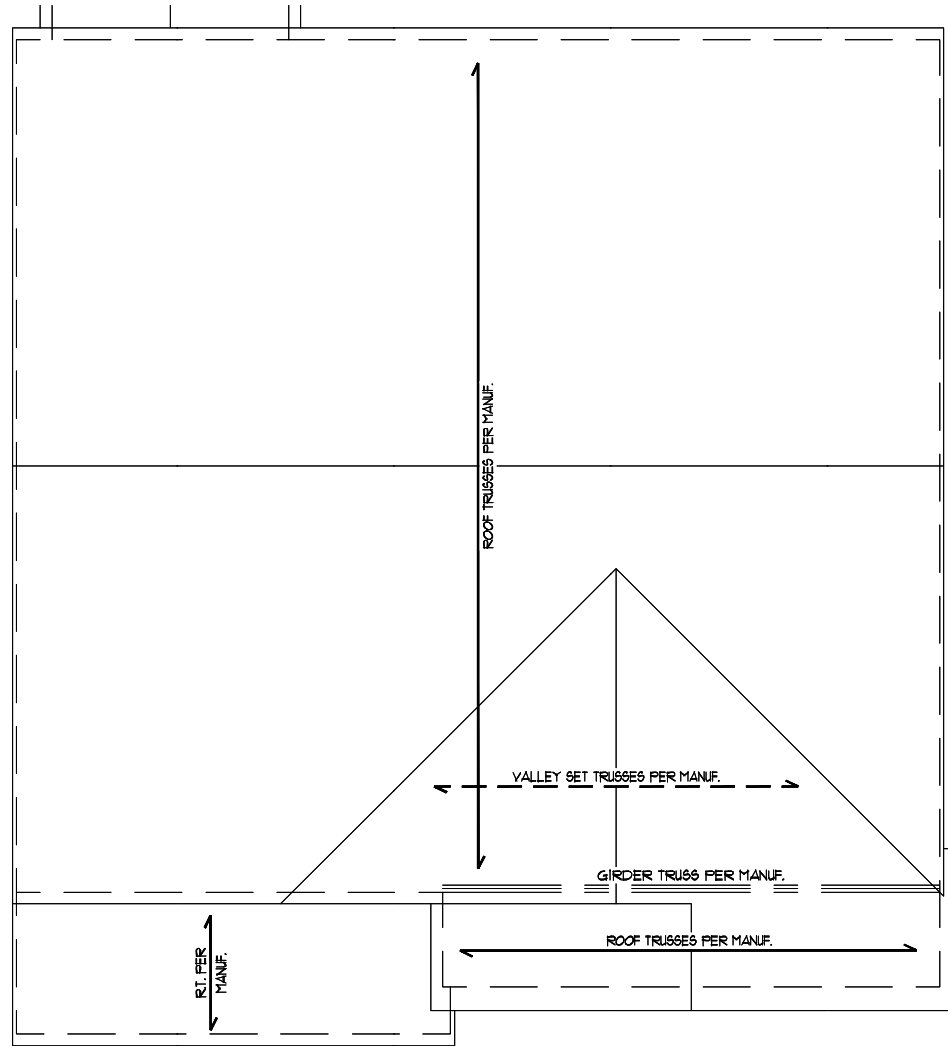 ROOF TRUSSES PER MANUF.
VALLEY SET TRUSSES PER MANUF.
GIRDER TRUSS PER MANUF.
ROOF TRUSSES PER MANUF.
R.T. PER
MANUF.